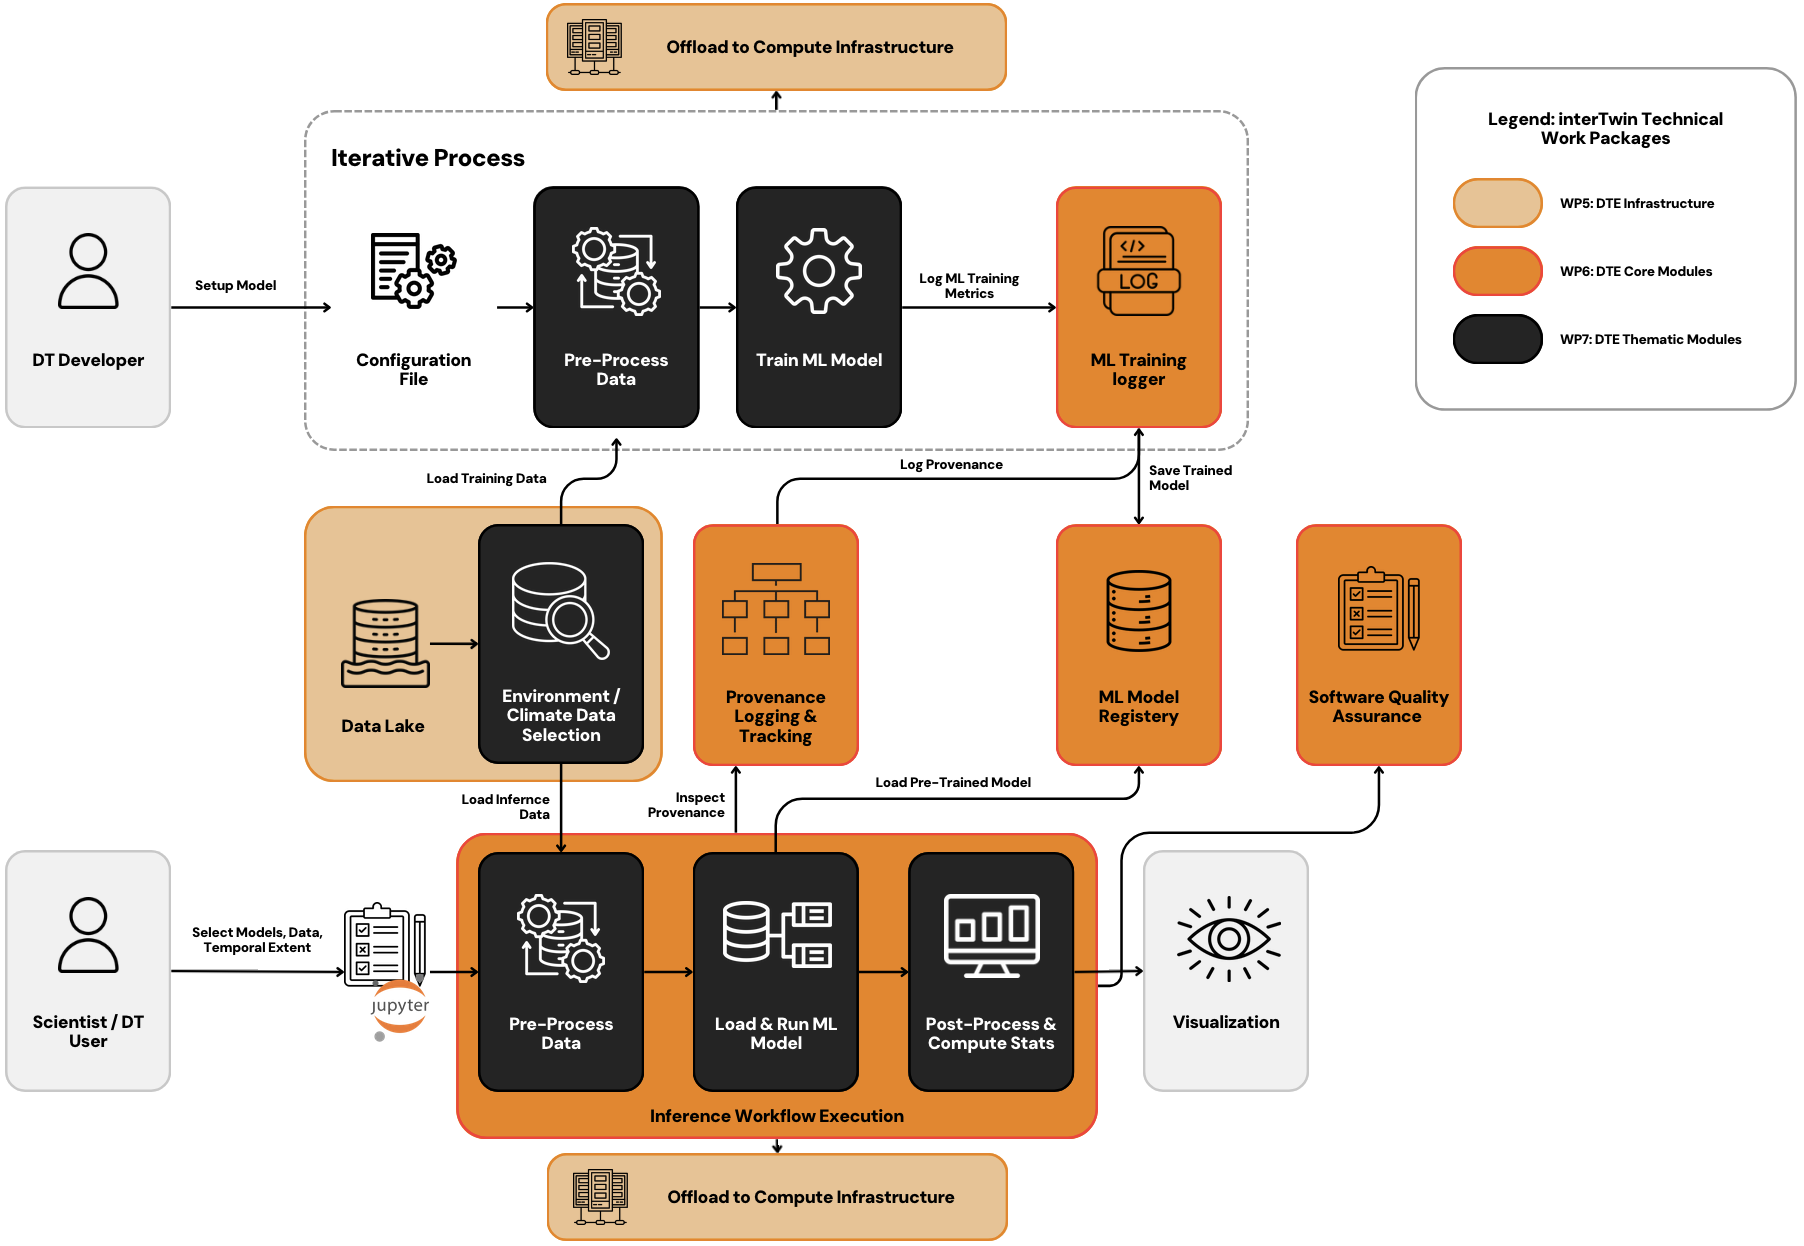 Offload to Compute Infrastructure
Legend: interTwin Technical
Work Packages
WP5: DTE Infrastructure
WP6: DTE Core Modules
WP7: DTE Thematic Modules
Iterative Process
DT Developer
Setup Model
Configuration
File
Pre-Process
Data
Train ML Model
Log ML Training
Metrics
</>
LOG
ML Training
logger
Load Training Data
Log Provenance
Save Trained
Model
Data Lake
Environment /
Climate Data
Selection
Provenance
Logging &
Tracking
ML Model
Registery
Software Quality
Assurance
Load Infernce
Data
Inspect
Provenance
Load Pre-Trained Model
Scientist / DT
User
Select Models, Data,
Temporal Extent
jupyter
Pre-Process
Data
Load & Run ML
Model
Post-Process &
Compute Stats
Visualization
Inference Workflow Execution
Offload to Compute Infrastructure